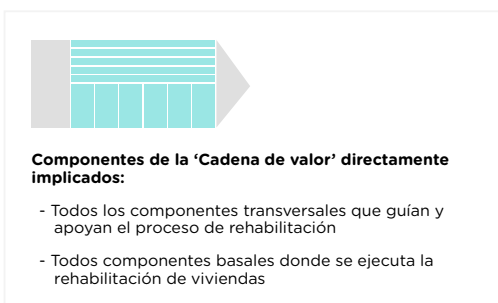 Componentes de la ‘Cadena de valor’ directamente
implicados:
- Todos los componentes transversales que guían y
apoyan el proceso de rehabilitación
- Todos componentes basales donde se ejecuta la
rehabilitación de viviendas